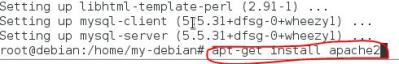 Setting up libhtml-template-perl (2.91-1) ...
Setting up mysql-client (5.5.31+dfsg-0+wheezy1) ...
Setting up mysql-server (5.5.31+dfsg-0+wheezy1) ...
root@debian:/home/my-debian# apt-get install apache2